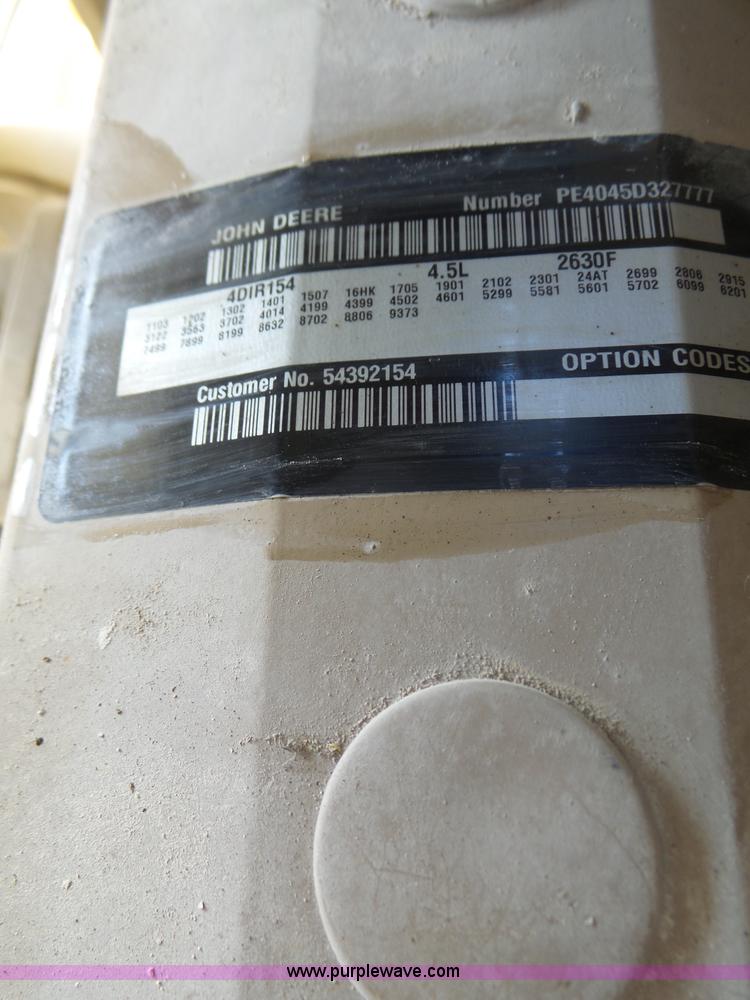 JOHN DEERE Number PE4045D327777
4DIR154 4.5L 2630F
1103 1202 1302 1401 1507 16HK 1705 1901 2102 2301 24AT 2699 2806 2915
3122 3563 3702 4014 4199 4399 4502 4601 5299 5581 5601 5702 6099 6201
7499 7899 8199 8632 8702 8806 9373
Customer No. 54392154 OPTION CODES
www.purplewave.com